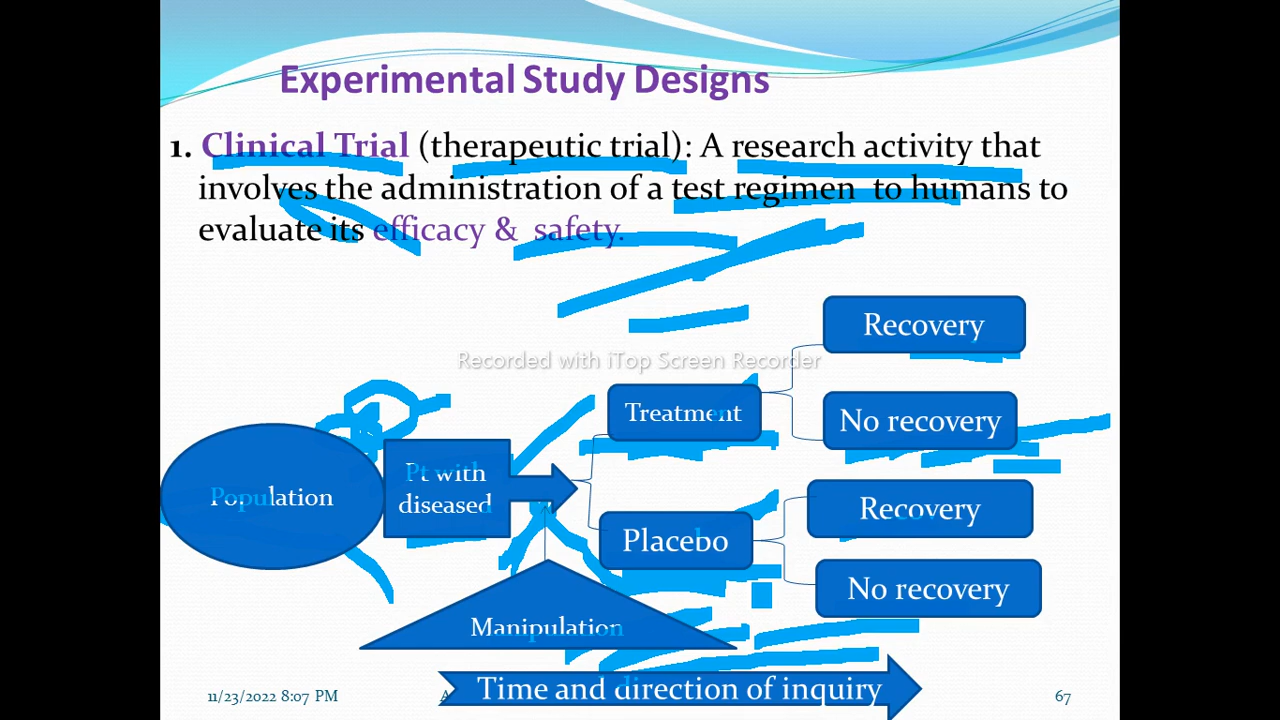 Experimental Study Designs
1. Clinical Trial (therapeutic trial): A research activity that
involves the administration of a test regimen to humans to
evaluate its efficacy & safety.
Recovery
Recorded with iTop Screen Recorder
Treatment
No recovery
Pt with
diseased
Population
Recovery
Placebo
No recovery
Manipulation
Time and direction of inquiry
11/23/2022 8:07 PM
67